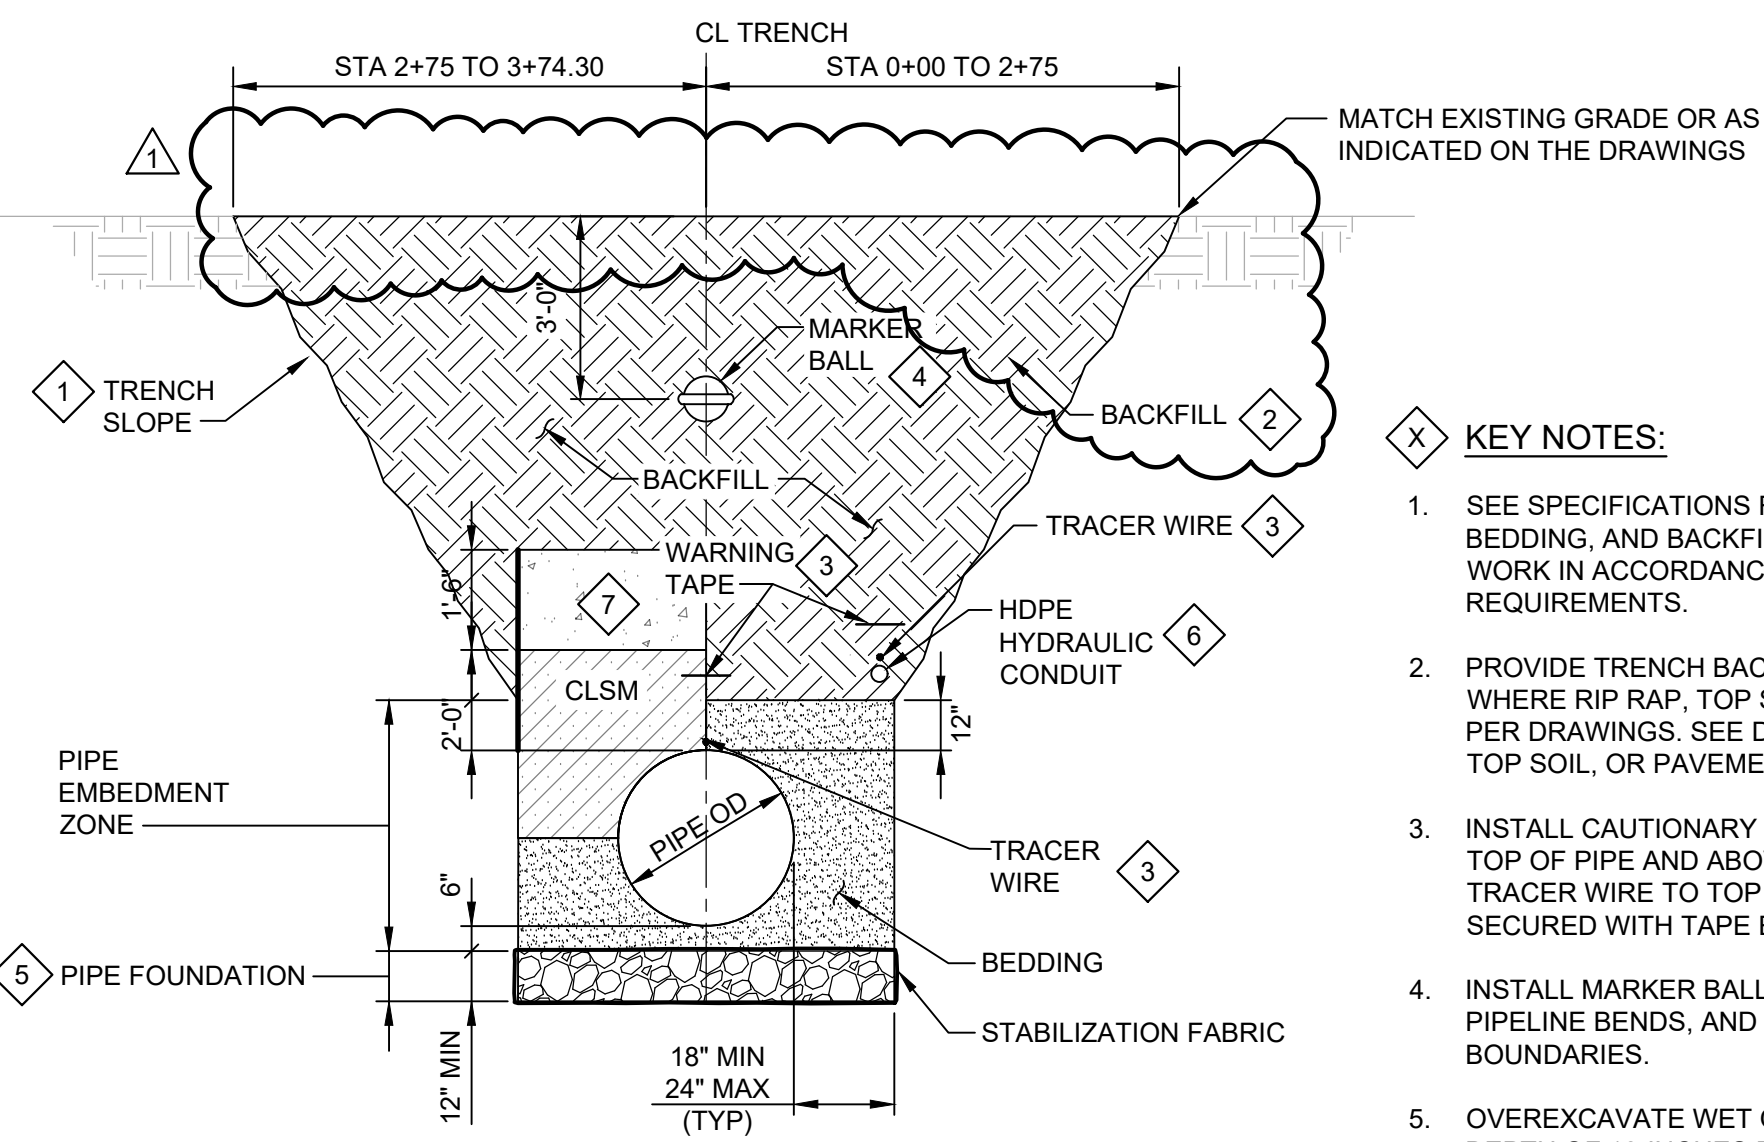 CL TRENCH
STA 2+75 TO 3+74.30
STA 0+00 TO 2+75
MATCH EXISTING GRADE OR AS
INDICATED ON THE DRAWINGS
1
3'-0"
MARKER
BALL
4
1
TRENCH
SLOPE
BACKFILL
2
BACKFILL
TRACER WIRE
3
WARNING
TAPE
3
1'-6"
7
HDPE
HYDRAULIC
CONDUIT
6
CLSM
2'-0"
12"
PIPE
EMBEDMENT
ZONE
PIPE OD
TRACER
WIRE
3
6"
BEDDING
5
PIPE FOUNDATION
STABILIZATION FABRIC
12" MIN
18" MIN
24" MAX
(TYP)
X
KEY NOTES:
1. SEE SPECIFICATIONS
BEDDING, AND BACKFI
WORK IN ACCORDANC
REQUIREMENTS.
2. PROVIDE TRENCH BAC
WHERE RIP RAP, TOP S
PER DRAWINGS. SEE D
TOP SOIL, OR PAVEME
3. INSTALL CAUTIONARY
TOP OF PIPE AND ABO
TRACER WIRE TO TOP
SECURED WITH TAPE E
4. INSTALL MARKER BALL
PIPELINE BENDS, AND
BOUNDARIES.
5. OVEREXCAVATE WET